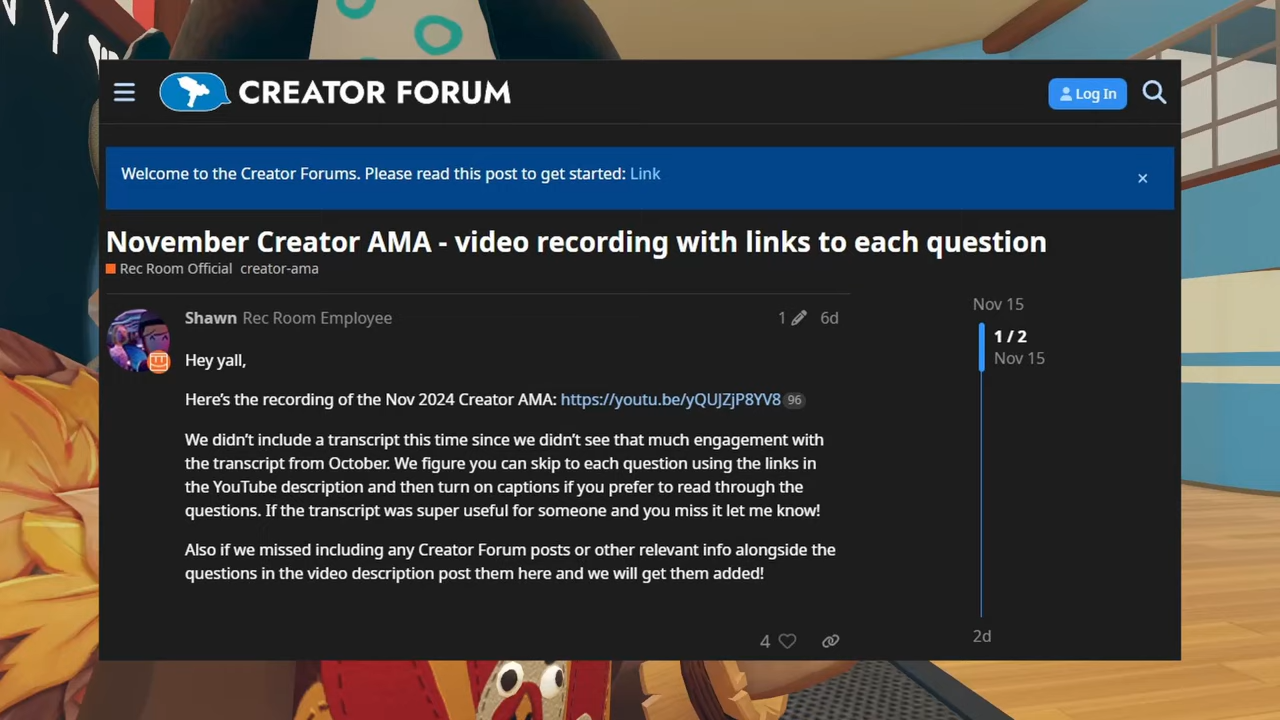 CREATOR FORUM
Log In
Welcome to the Creator Forums. Please read this post to get started: Link
November Creator AMA - video recording with links to each question
Rec Room Official creator-ama
Shawn Rec Room Employee
1 6d
Hey yall,
Here's the recording of the Nov 2024 Creator AMA: https://youtu.be/yQUJZjP8YV8 96
We didn't include a transcript this time since we didn't see that much engagement with
the transcript from October. We figure you can skip to each question using the links in
the YouTube description and then turn on captions if you prefer to read through the
questions. If the transcript was super useful for someone and you miss it let me know!
Also if we missed including any Creator Forum posts or other relevant info alongside the
questions in the video description post them here and we will get them added!
4
Nov 15
1 / 2
Nov 15
2d